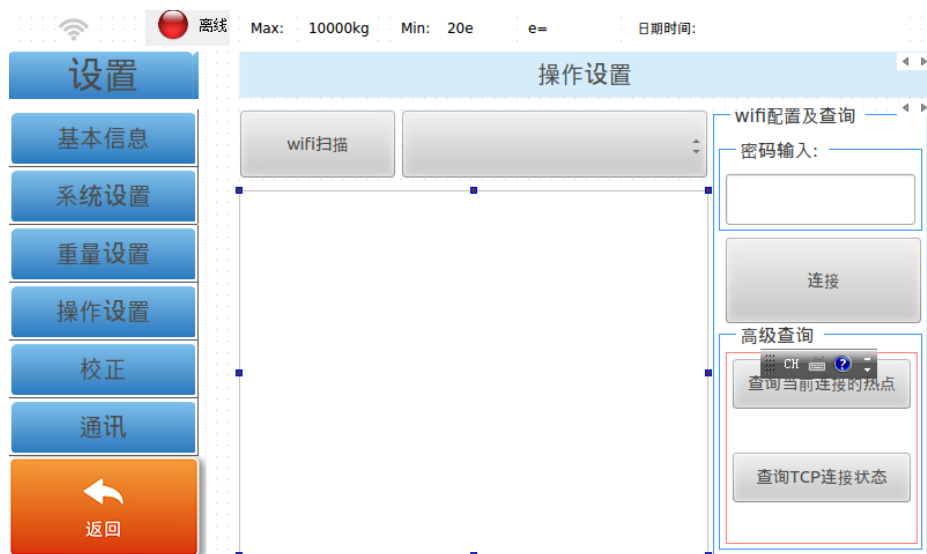 离线 Max: 10000kg Min: 20e e= 日期时间:
设置
操作设置
基本信息
系统设置
重量设置
操作设置
校正
通讯
返回
wifi扫描
wifi配置及查询
密码输入:
连接
高级查询
CH
查询当前连接的热点
查询TCP连接状态